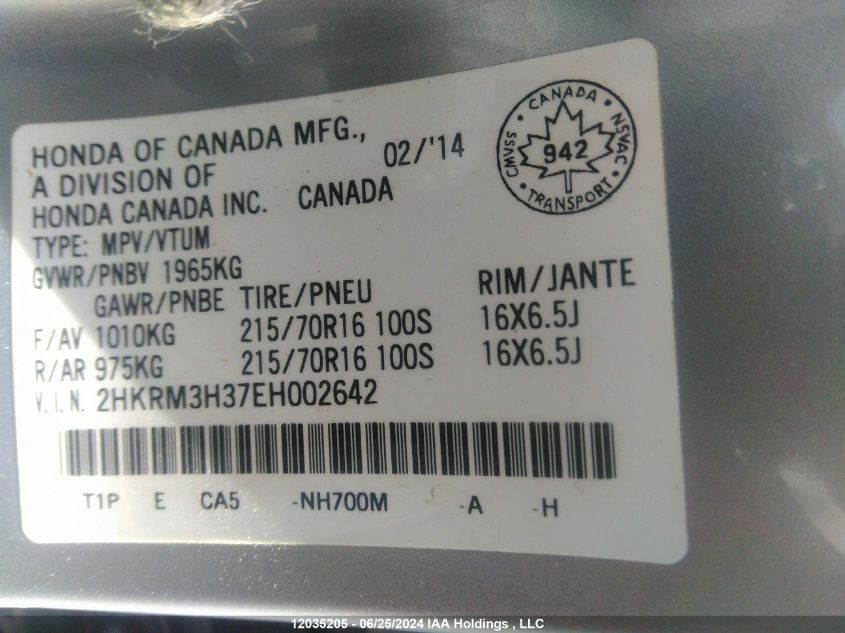 HONDA OF CANADA MFG., 02/'14
A DIVISION OF
HONDA CANADA INC. CANADA
TYPE: MPV/VTUM
GVWR/PNBV 1965KG
GAWR/PNBE TIRE/PNEU RIM/JANTE
F/AV 1010KG 215/70R16 100S 16X6.5J
R/AR 975KG 215/70R16 100S 16X6.5J
V.I.N. 2HKRM3H37EH002642
T1P E CA5 -NH700M -A -H
CANADA
NSVAC
TRANSPORT
CMVSS
942
12035205 - 06/25/2024 IAA Holdings , LLC